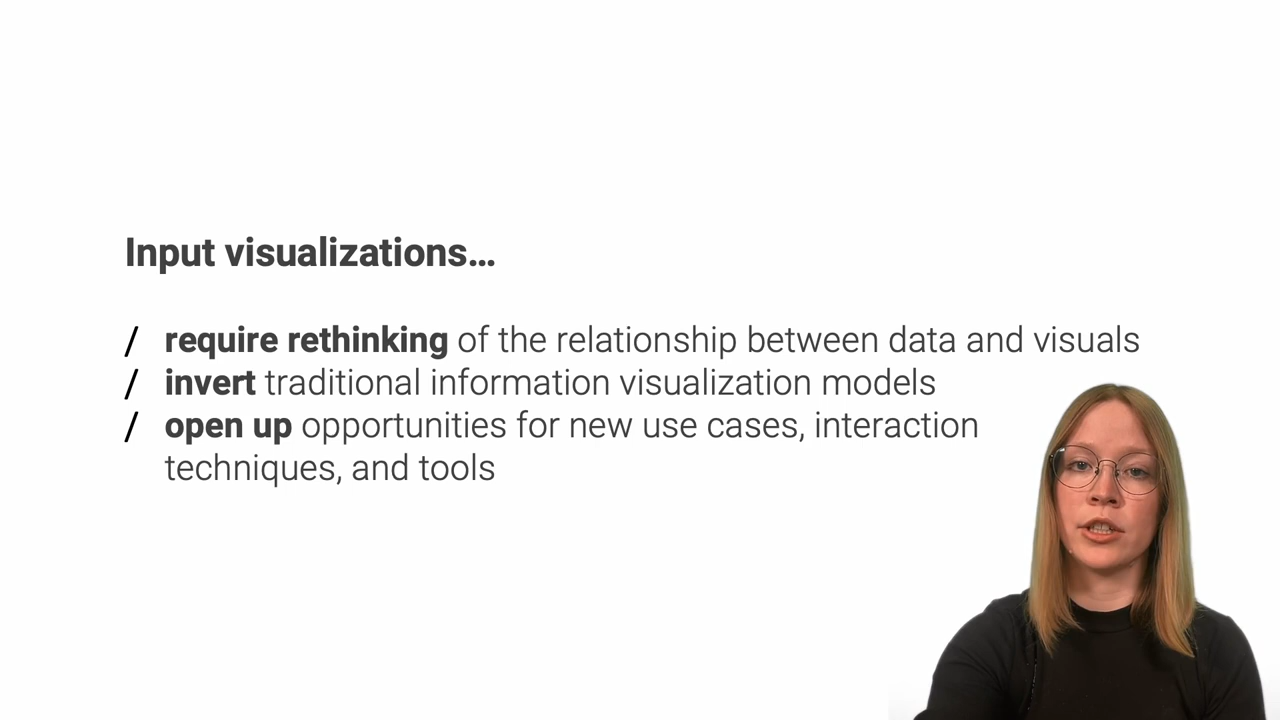 Input visualizations…
/ require rethinking of the relationship between data and visuals
/ invert traditional information visualization models
/ open up opportunities for new use cases, interaction
techniques, and tools